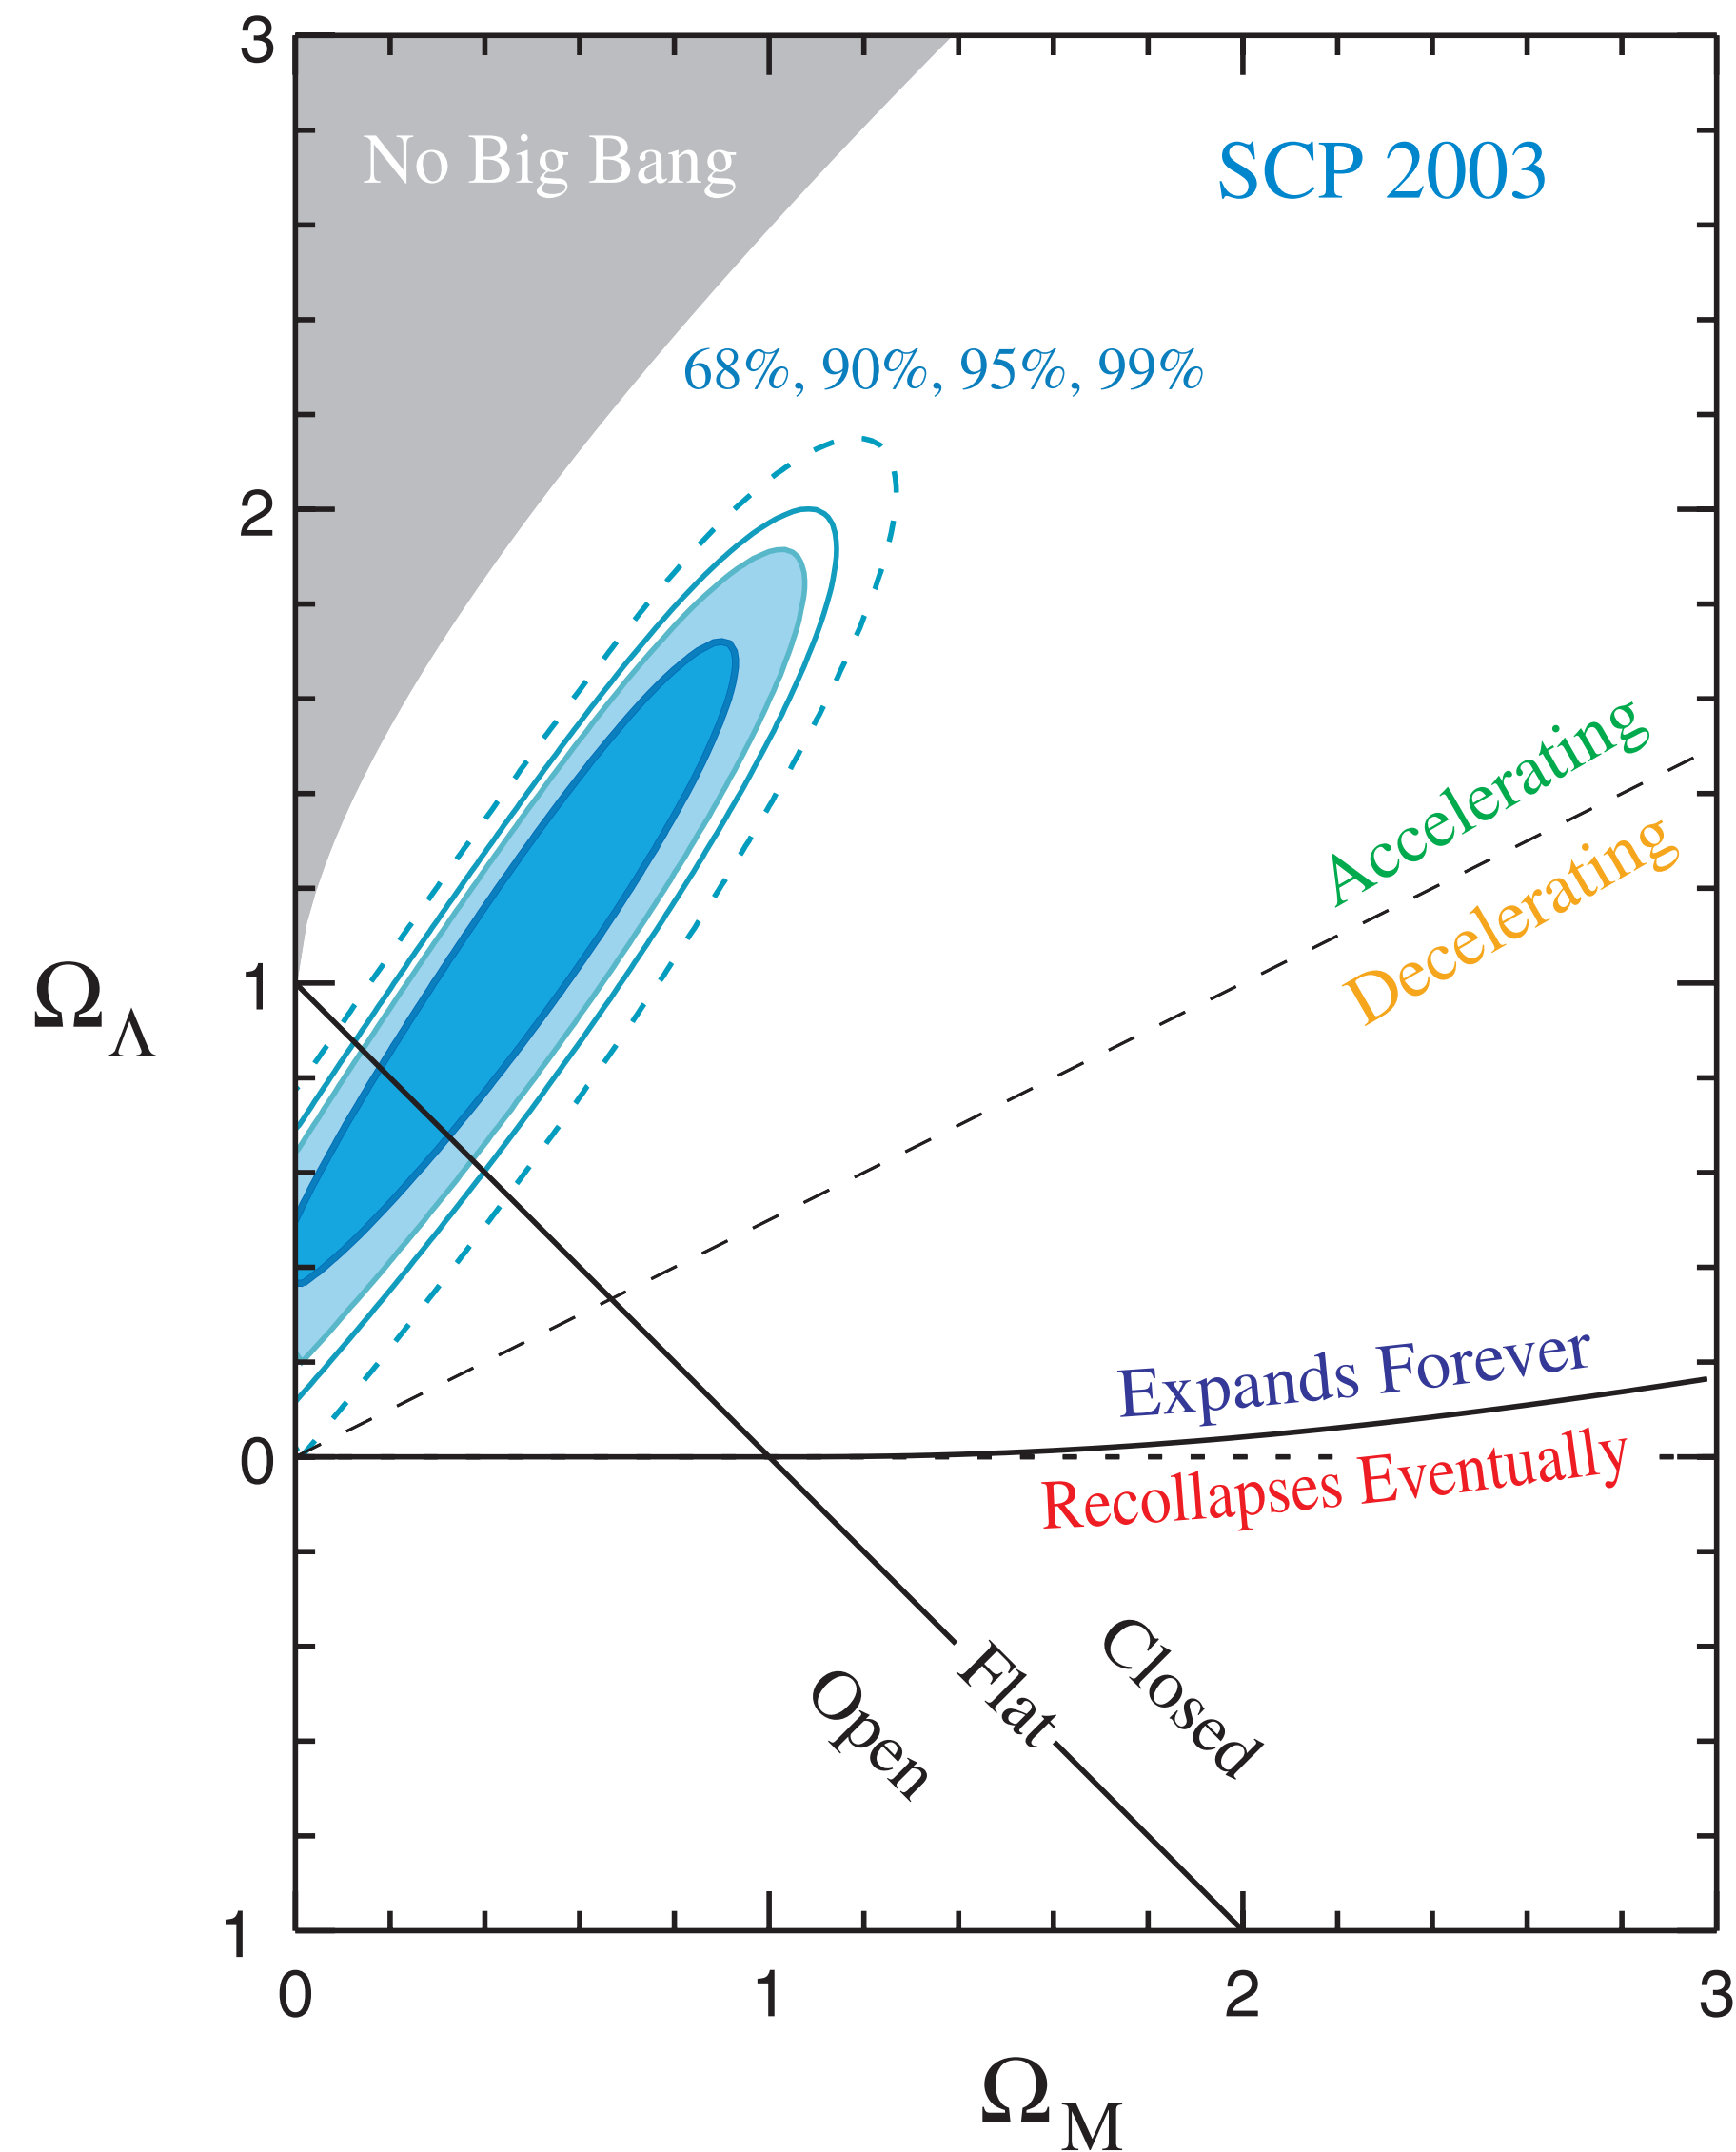 3
No Big Bang
SCP 2003
68%, 90%, 95%, 99%
2
Accelerating
Decelerating
1
ΩΛ
Expands Forever
0
Recollapses Eventually
Flat
Closed
Open
1
0 1 2 3
ΩM